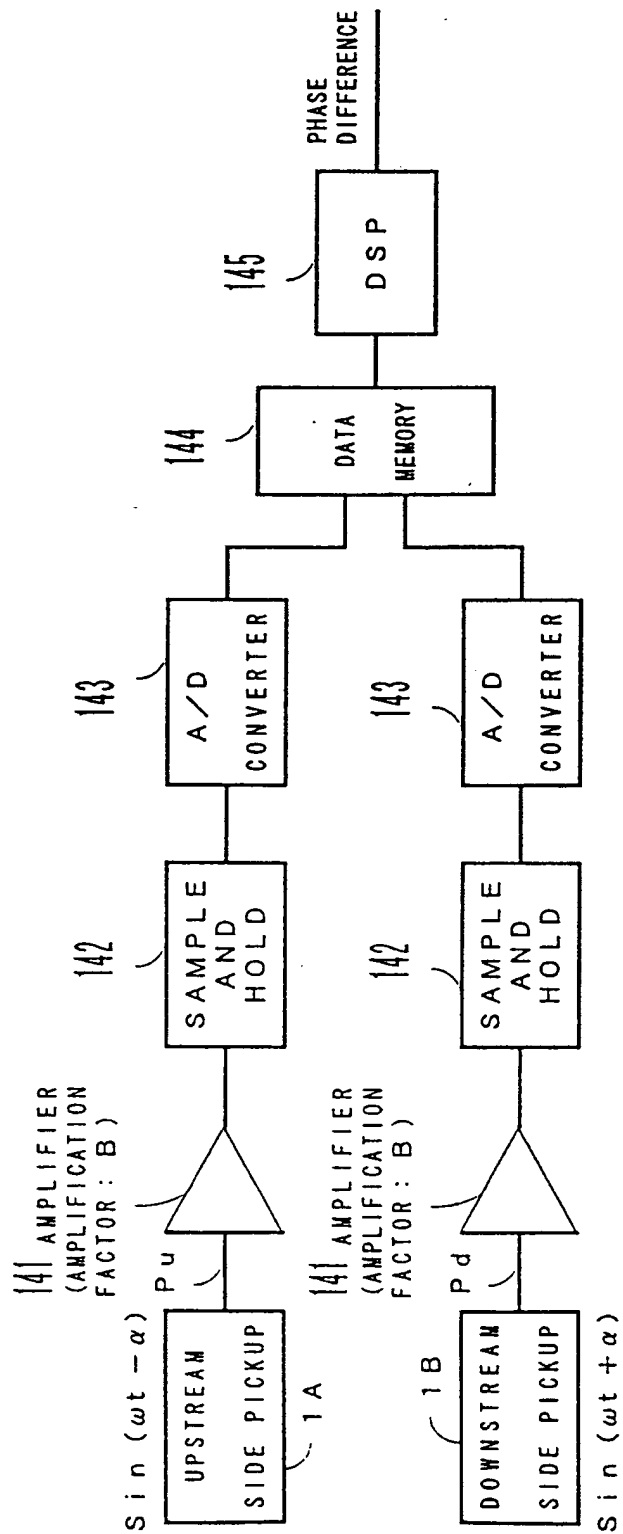 Sin (ωt − α)
UPSTREAM
SIDE PICKUP
1A
Pu
141 AMPLIFIER
(AMPLIFICATION
FACTOR: B)
142
SAMPLE
AND
HOLD
143
A/D
CONVERTER
DOWNSTREAM
SIDE PICKUP
1B
Sin (ωt + α)
Pd
141 AMPLIFIER
(AMPLIFICATION
FACTOR: B)
142
SAMPLE
AND
HOLD
143
A/D
CONVERTER
144
DATA
MEMORY
145
DSP
PHASE
DIFFERENCE